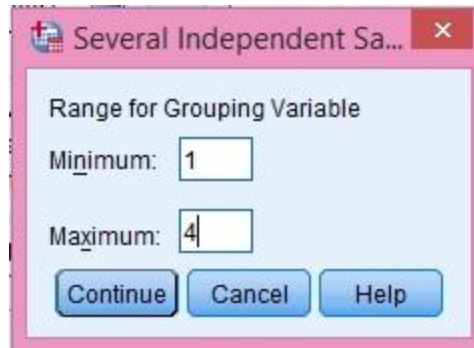 Several Independent Sa...
Range for Grouping Variable
Minimum: 1
Maximum: 4
Continue Cancel Help